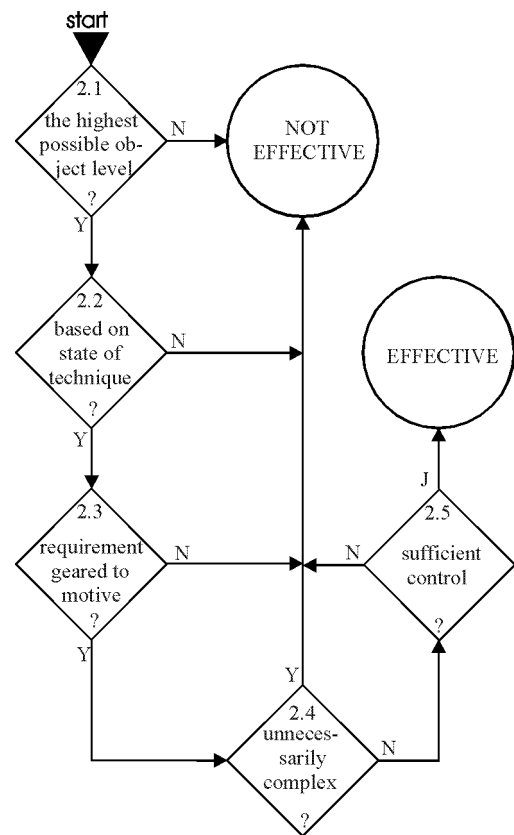 start
2.1
the highest
possible ob-
ject level
?
N
Y
NOT
EFFECTIVE
2.2
based on
state of
technique
?
N
Y
EFFECTIVE
2.3
requirement
geared to
motive
?
N
Y
J
2.5
sufficient
control
?
N
Y
2.4
unneces-
sarily
complex
?
N